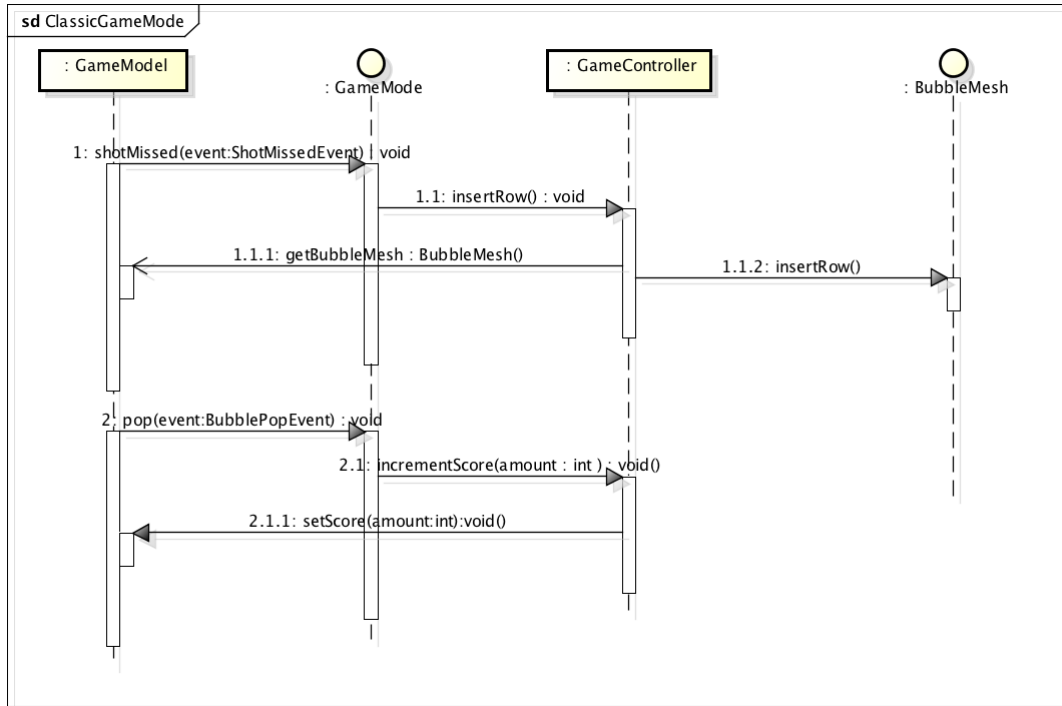 sd ClassicGameMode
: GameModel
: GameMode
: GameController
: BubbleMesh
1: shotMissed(event:ShotMissedEvent) : void
1.1: insertRow() : void
1.1.1: getBubbleMesh : BubbleMesh()
1.1.2: insertRow()
2: pop(event:BubblePopEvent) : void
2.1: incrementScore(amount : int ) : void()
2.1.1: setScore(amount:int):void()